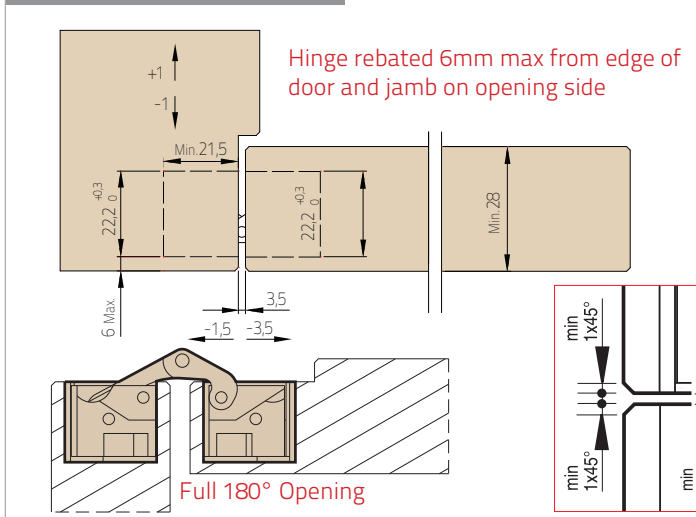 Hinge rebated 6mm max from edge of
door and jamb on opening side
+1
-1
Min.21,5
22,2 +0,3 0
22,2 +0,3 0
Min.28
6 Max.
3,5
-1,5
-3,5
Full 180° Opening
min
1x45°
min
1x45°
min